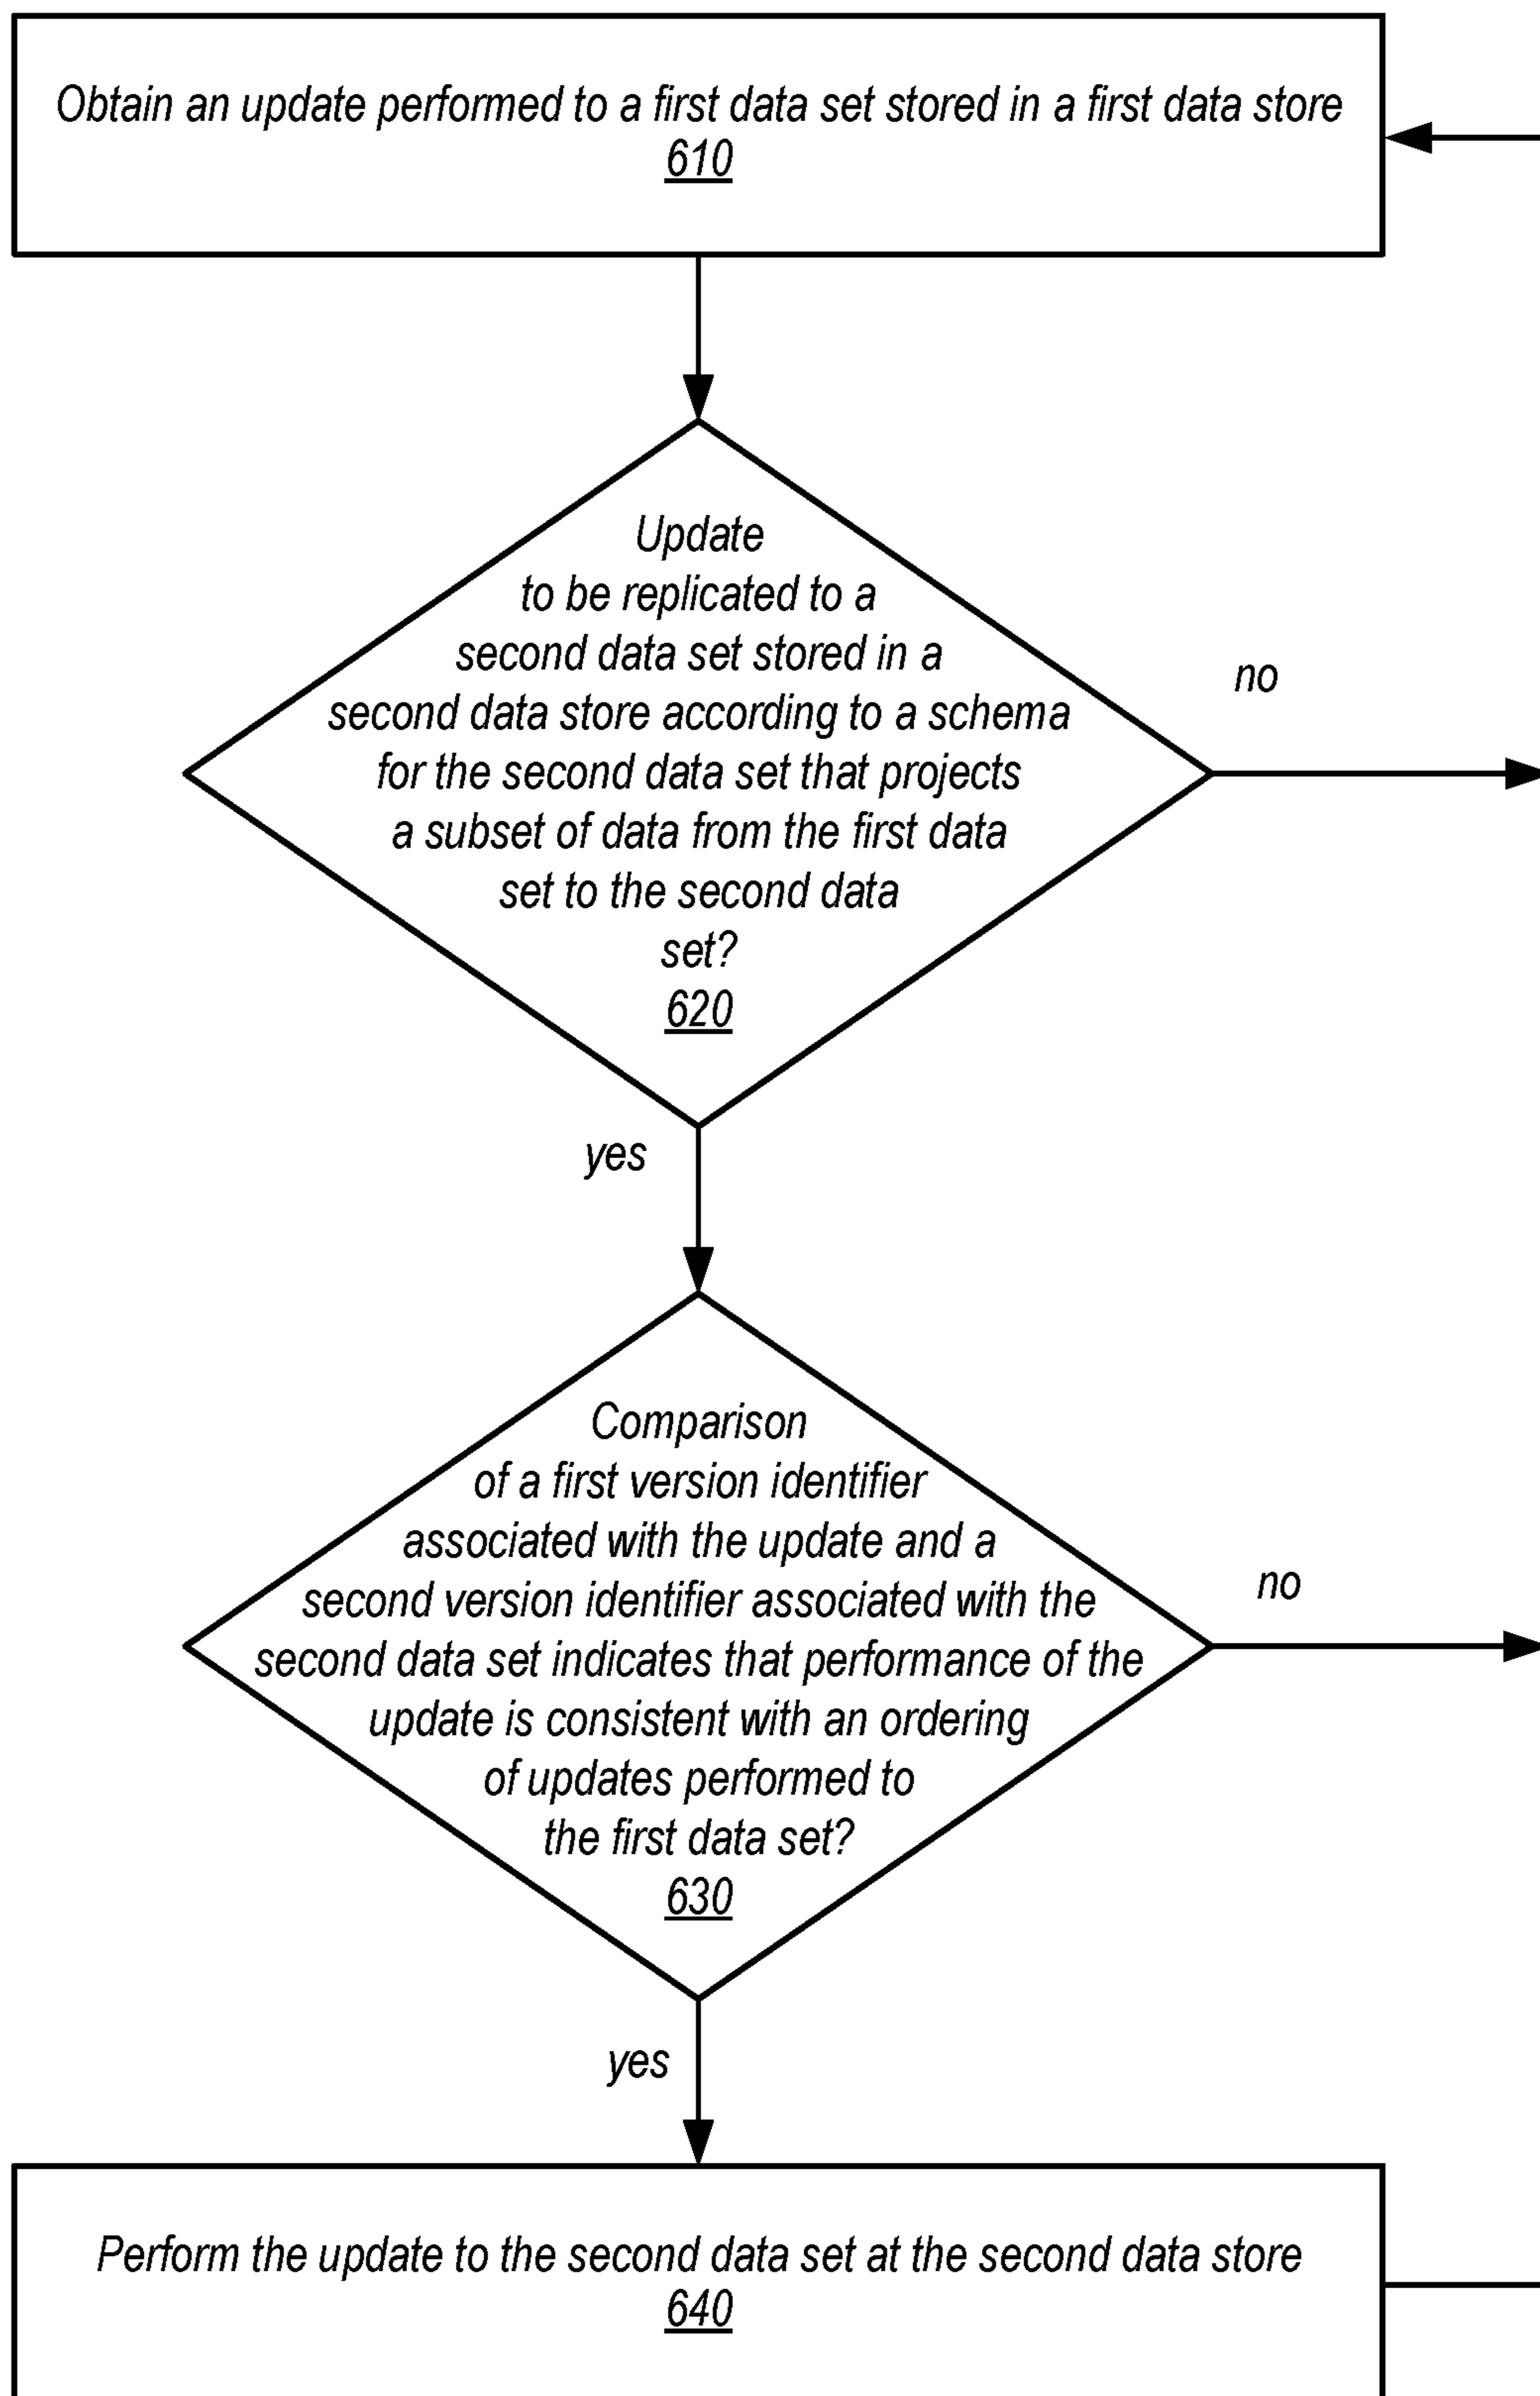 Obtain an update performed to a first data set stored in a first data store
610
Update
to be replicated to a
second data set stored in a
second data store according to a schema
for the second data set that projects
a subset of data from the first data
set to the second data
set?
620
no
yes
Comparison
of a first version identifier
associated with the update and a
second version identifier associated with the
second data set indicates that performance of the
update is consistent with an ordering
of updates performed to
the first data set?
630
no
yes
Perform the update to the second data set at the second data store
640